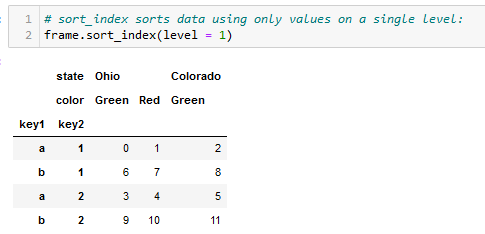 1 # sort_index sorts data using only values on a single level:
2 frame.sort_index(level = 1)
state Ohio Colorado
color Green Red Green
key1 key2
a 1 0 1 2
b 1 6 7 8
a 2 3 4 5
b 2 9 10 11